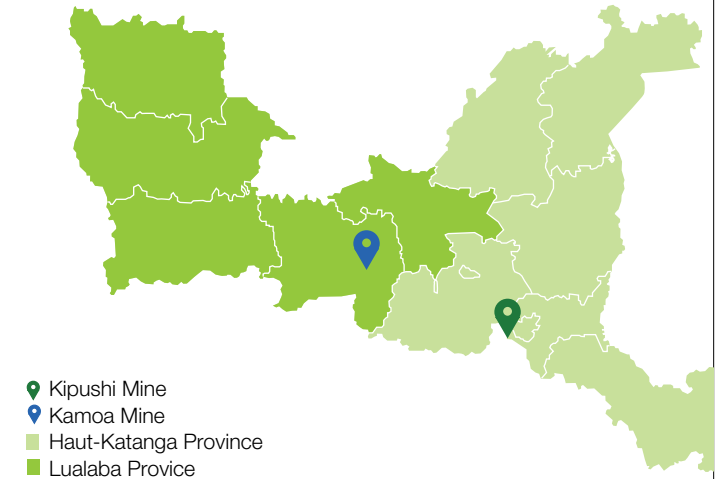 Kipushi Mine
Kamoa Mine
Haut-Katanga Province
Lualaba Provice